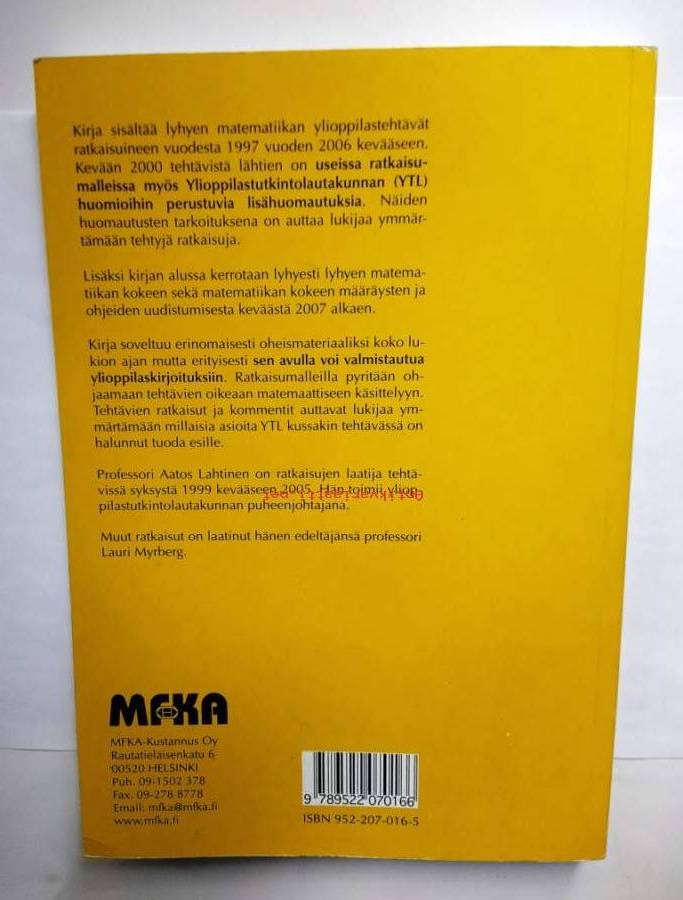 Kirja sisältää lyhyen matematiikan ylioppilastehtävät
ratkaisuineen vuodesta 1997 vuoden 2006 kevääseen.
Kevään 2000 tehtävistä lähtien on useissa ratkaisu-
malleissa myös Ylioppilastutkintolautakunnan (YTL)
huomioihin perustuvia lisähuomautuksia. Näiden
huomautusten tarkoituksena on auttaa lukijaa ymmär-
tämään tehtyjä ratkaisuja.
Lisäksi kirjan alussa kerrotaan lyhyesti lyhyen matema-
tiikan kokeen sekä matematiikan kokeen määräysten ja
ohjeiden uudistumisesta keväästä 2007 alkaen.
Kirja soveltuu erinomaisesti oheismateriaaliksi koko lu-
kion ajan mutta erityisesti sen avulla voi valmistautua
ylioppilaskirjoituksiin. Ratkaisumalleilla pyritään oh-
jaamaan tehtävien oikeaan matemaattiseen käsittelyyn.
Tehtävien ratkaisut ja kommentit auttavat lukijaa ym-
märtämään millaisia asioita YTL kussakin tehtävässä on
halunnut tuoda esille.
Professori Aatos Lahtinen on ratkaisujen laatija tehtä-
vissä syksystä 1999 kevääseen 2005. Hän toimii yliop-
pilastutkintolautakunnan puheenjohtajana.
Muut ratkaisut on laatinut hänen edeltäjänsä professori
Lauri Myrberg.
MFKA
MFKA-Kustannus Oy
Rautatieläisenkatu 6
00520 HELSINKI
Puh. 09-1502 378
Fax. 09-278 8778
Email: mfka@mfka.fi
www.mfka.fi
9 789522 070166
ISBN 952-207-016-5